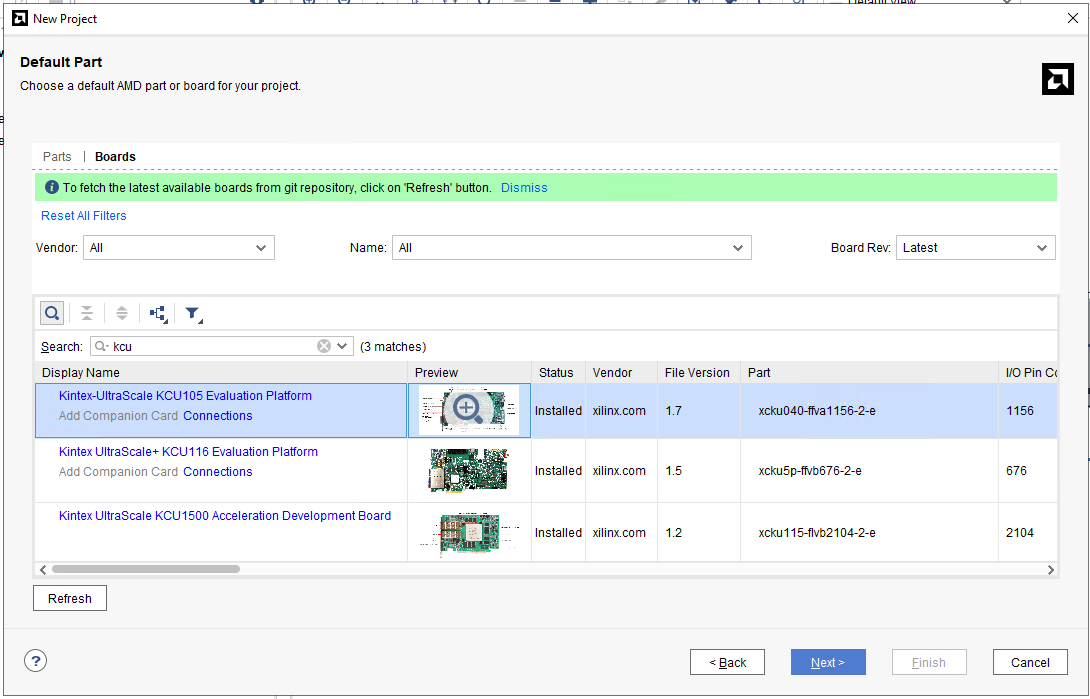 Default View
New Project
Default Part
Choose a default AMD part or board for your project.
Parts | Boards
To fetch the latest available boards from git repository, click on 'Refresh' button. Dismiss
Reset All Filters
Vendor: All Name: All Board Rev: Latest
Search: kcu (3 matches)
Display Name Preview Status Vendor File Version Part I/O Pin Co
Kintex-UltraScale KCU105 Evaluation Platform
Add Companion Card Connections
Installed xilinx.com 1.7 xcku040-ffva1156-2-e 1156
Kintex UltraScale+ KCU116 Evaluation Platform
Add Companion Card Connections
Installed xilinx.com 1.5 xcku5p-ffvb676-2-e 676
Kintex UltraScale KCU1500 Acceleration Development Board
Installed xilinx.com 1.2 xcku115-flvb2104-2-e 2104
Refresh
? < Back Next > Finish Cancel